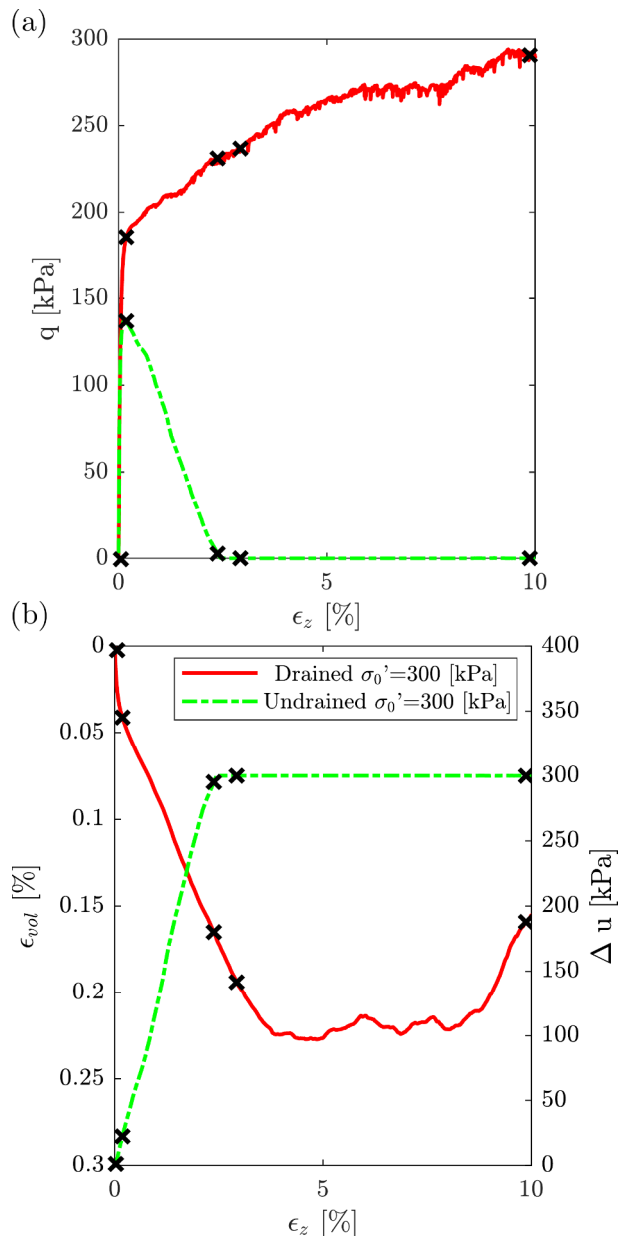 (a)
300
250
200
150
100
50
0
q [kPa]
0 5 10
ϵz [%]
(b)
0 400
Drained σ0'=300 [kPa]
Undrained σ0'=300 [kPa]
0.05 350
300
0.1 250
0.15 200
ϵvol [%]
Δ u [kPa]
150
0.2 100
0.25 50
0.3 0
0 5 10
ϵz [%]